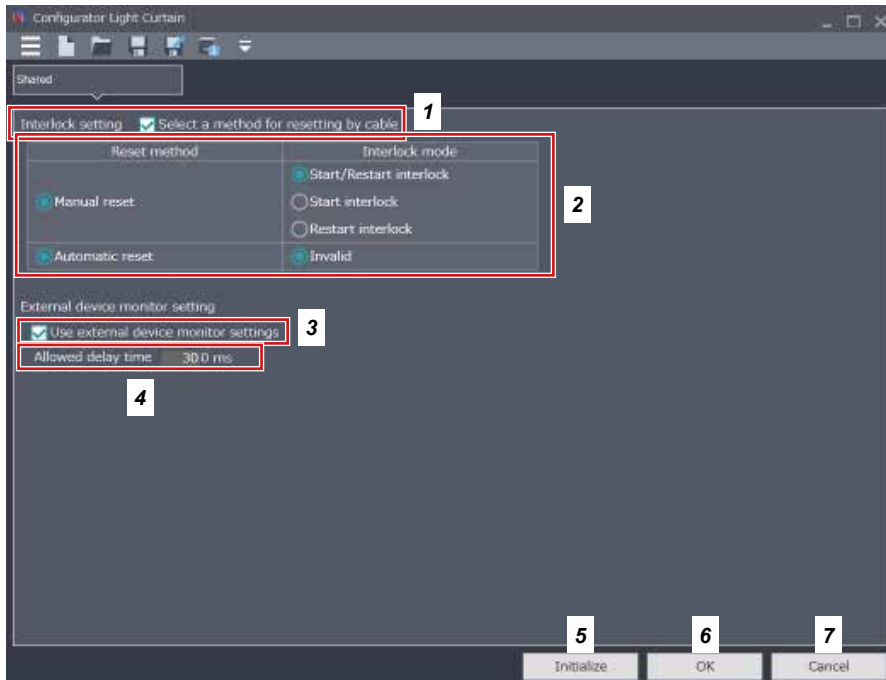 Configurator Light Curtain
Shared
1
Interlock setting Select a method for resetting by cable
Reset method Interlock mode
Start/Restart interlock
Manual reset Start interlock 2
Restart interlock
Automatic reset Invalid
External device monitor setting
Use external device monitor settings 3
Allowed delay time 300 ms
4
5 6 7
Initialize OK Cancel